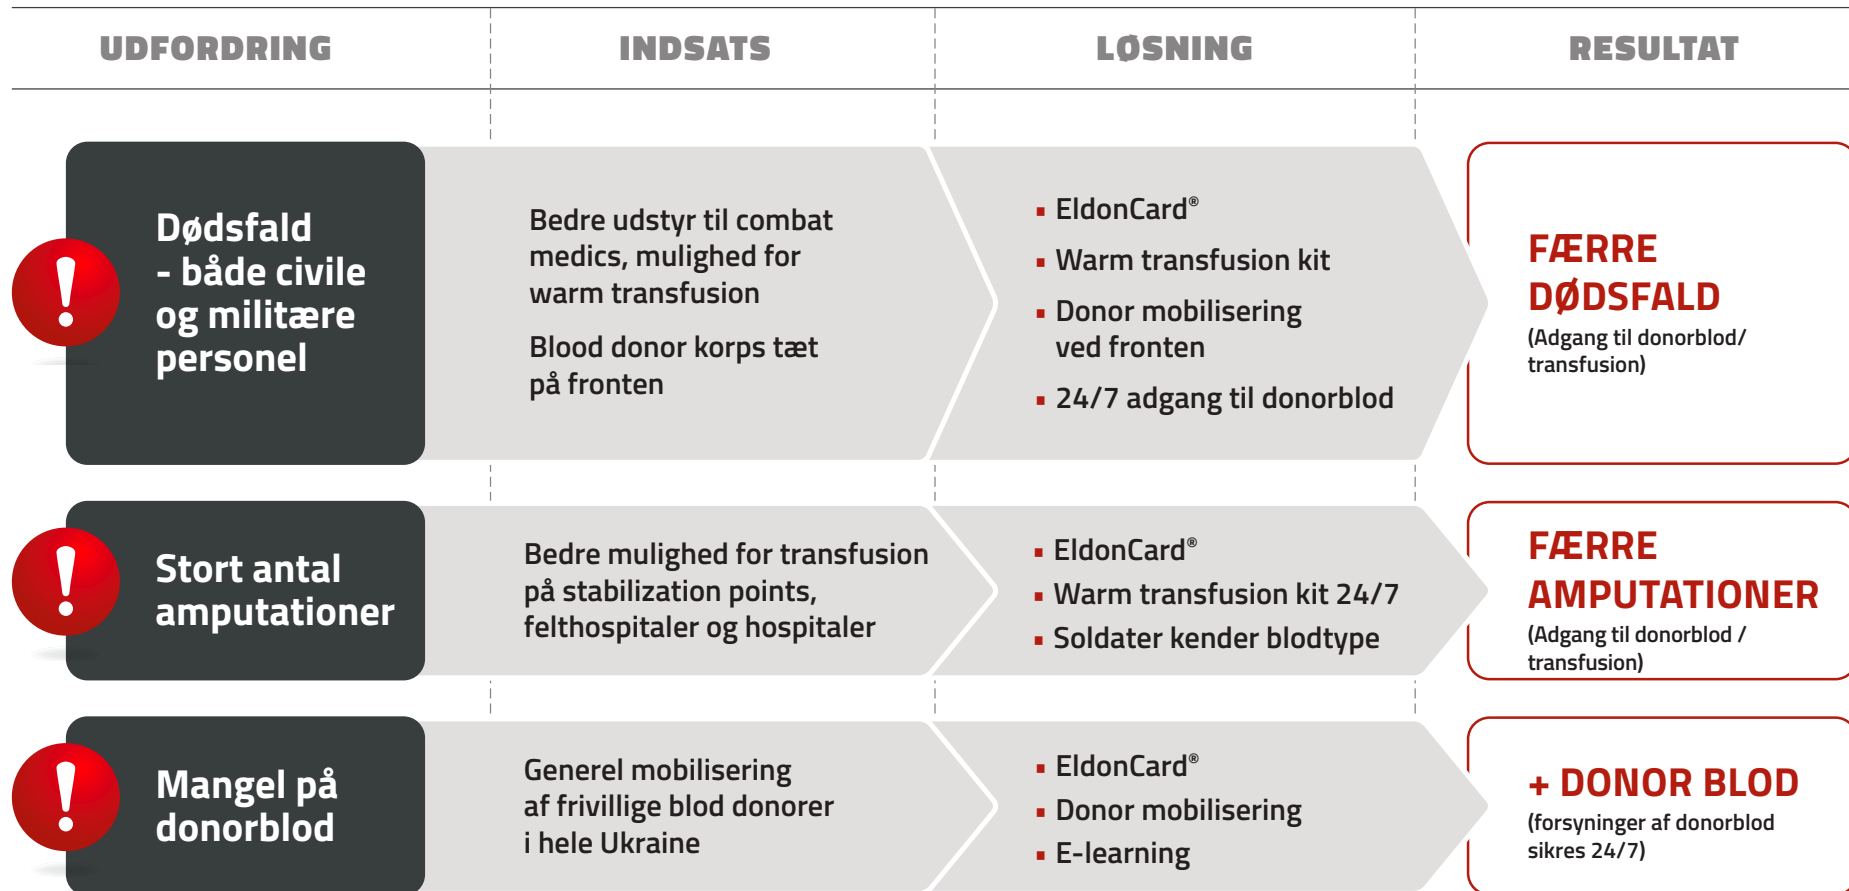 UDFORDRING
INDSATS
LØSNING
RESULTAT
!
Dødsfald
- både civile
og militære
personel
Bedre udstyr til combat
medics, mulighed for
warm transfusion
Blood donor korps tæt
på fronten
▪ EldonCard®
▪ Warm transfusion kit
▪ Donor mobilisering
ved fronten
▪ 24/7 adgang til donorblod
FÆRRE
DØDSFALD
(Adgang til donorblod/
transfusion)
!
Stort antal
amputationer
Bedre mulighed for transfusion
på stabilization points,
felthospitaler og hospitaler
▪ EldonCard®
▪ Warm transfusion kit 24/7
▪ Soldater kender blodtype
FÆRRE
AMPUTATIONER
(Adgang til donorblod /
transfusion)
!
Mangel på
donorblod
Generel mobilisering
af frivillige blod donorer
i hele Ukraine
▪ EldonCard®
▪ Donor mobilisering
▪ E-learning
+ DONOR BLOD
(forsyninger af donorblod
sikres 24/7)